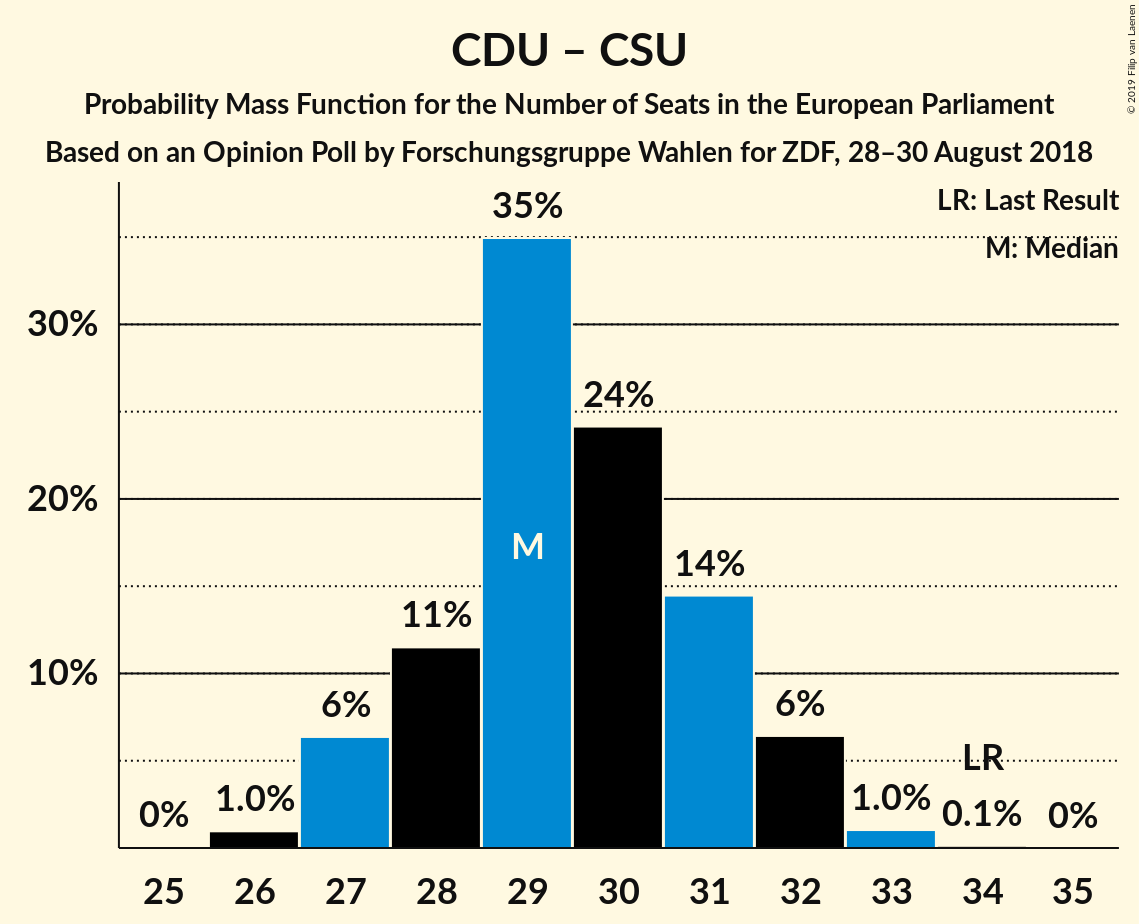 CDU – CSU
Probability Mass Function for the Number of Seats in the European Parliament
Based on an Opinion Poll by Forschungsgruppe Wahlen for ZDF, 28–30 August 2018
© 2019 Filip van Laenen
LR: Last Result
M: Median
35%
30%
24%
20%
M
14%
11%
10%
6%
6%
LR
0%
1.0%
1.0%
0.1%
0%
25 26 27 28 29 30 31 32 33 34 35